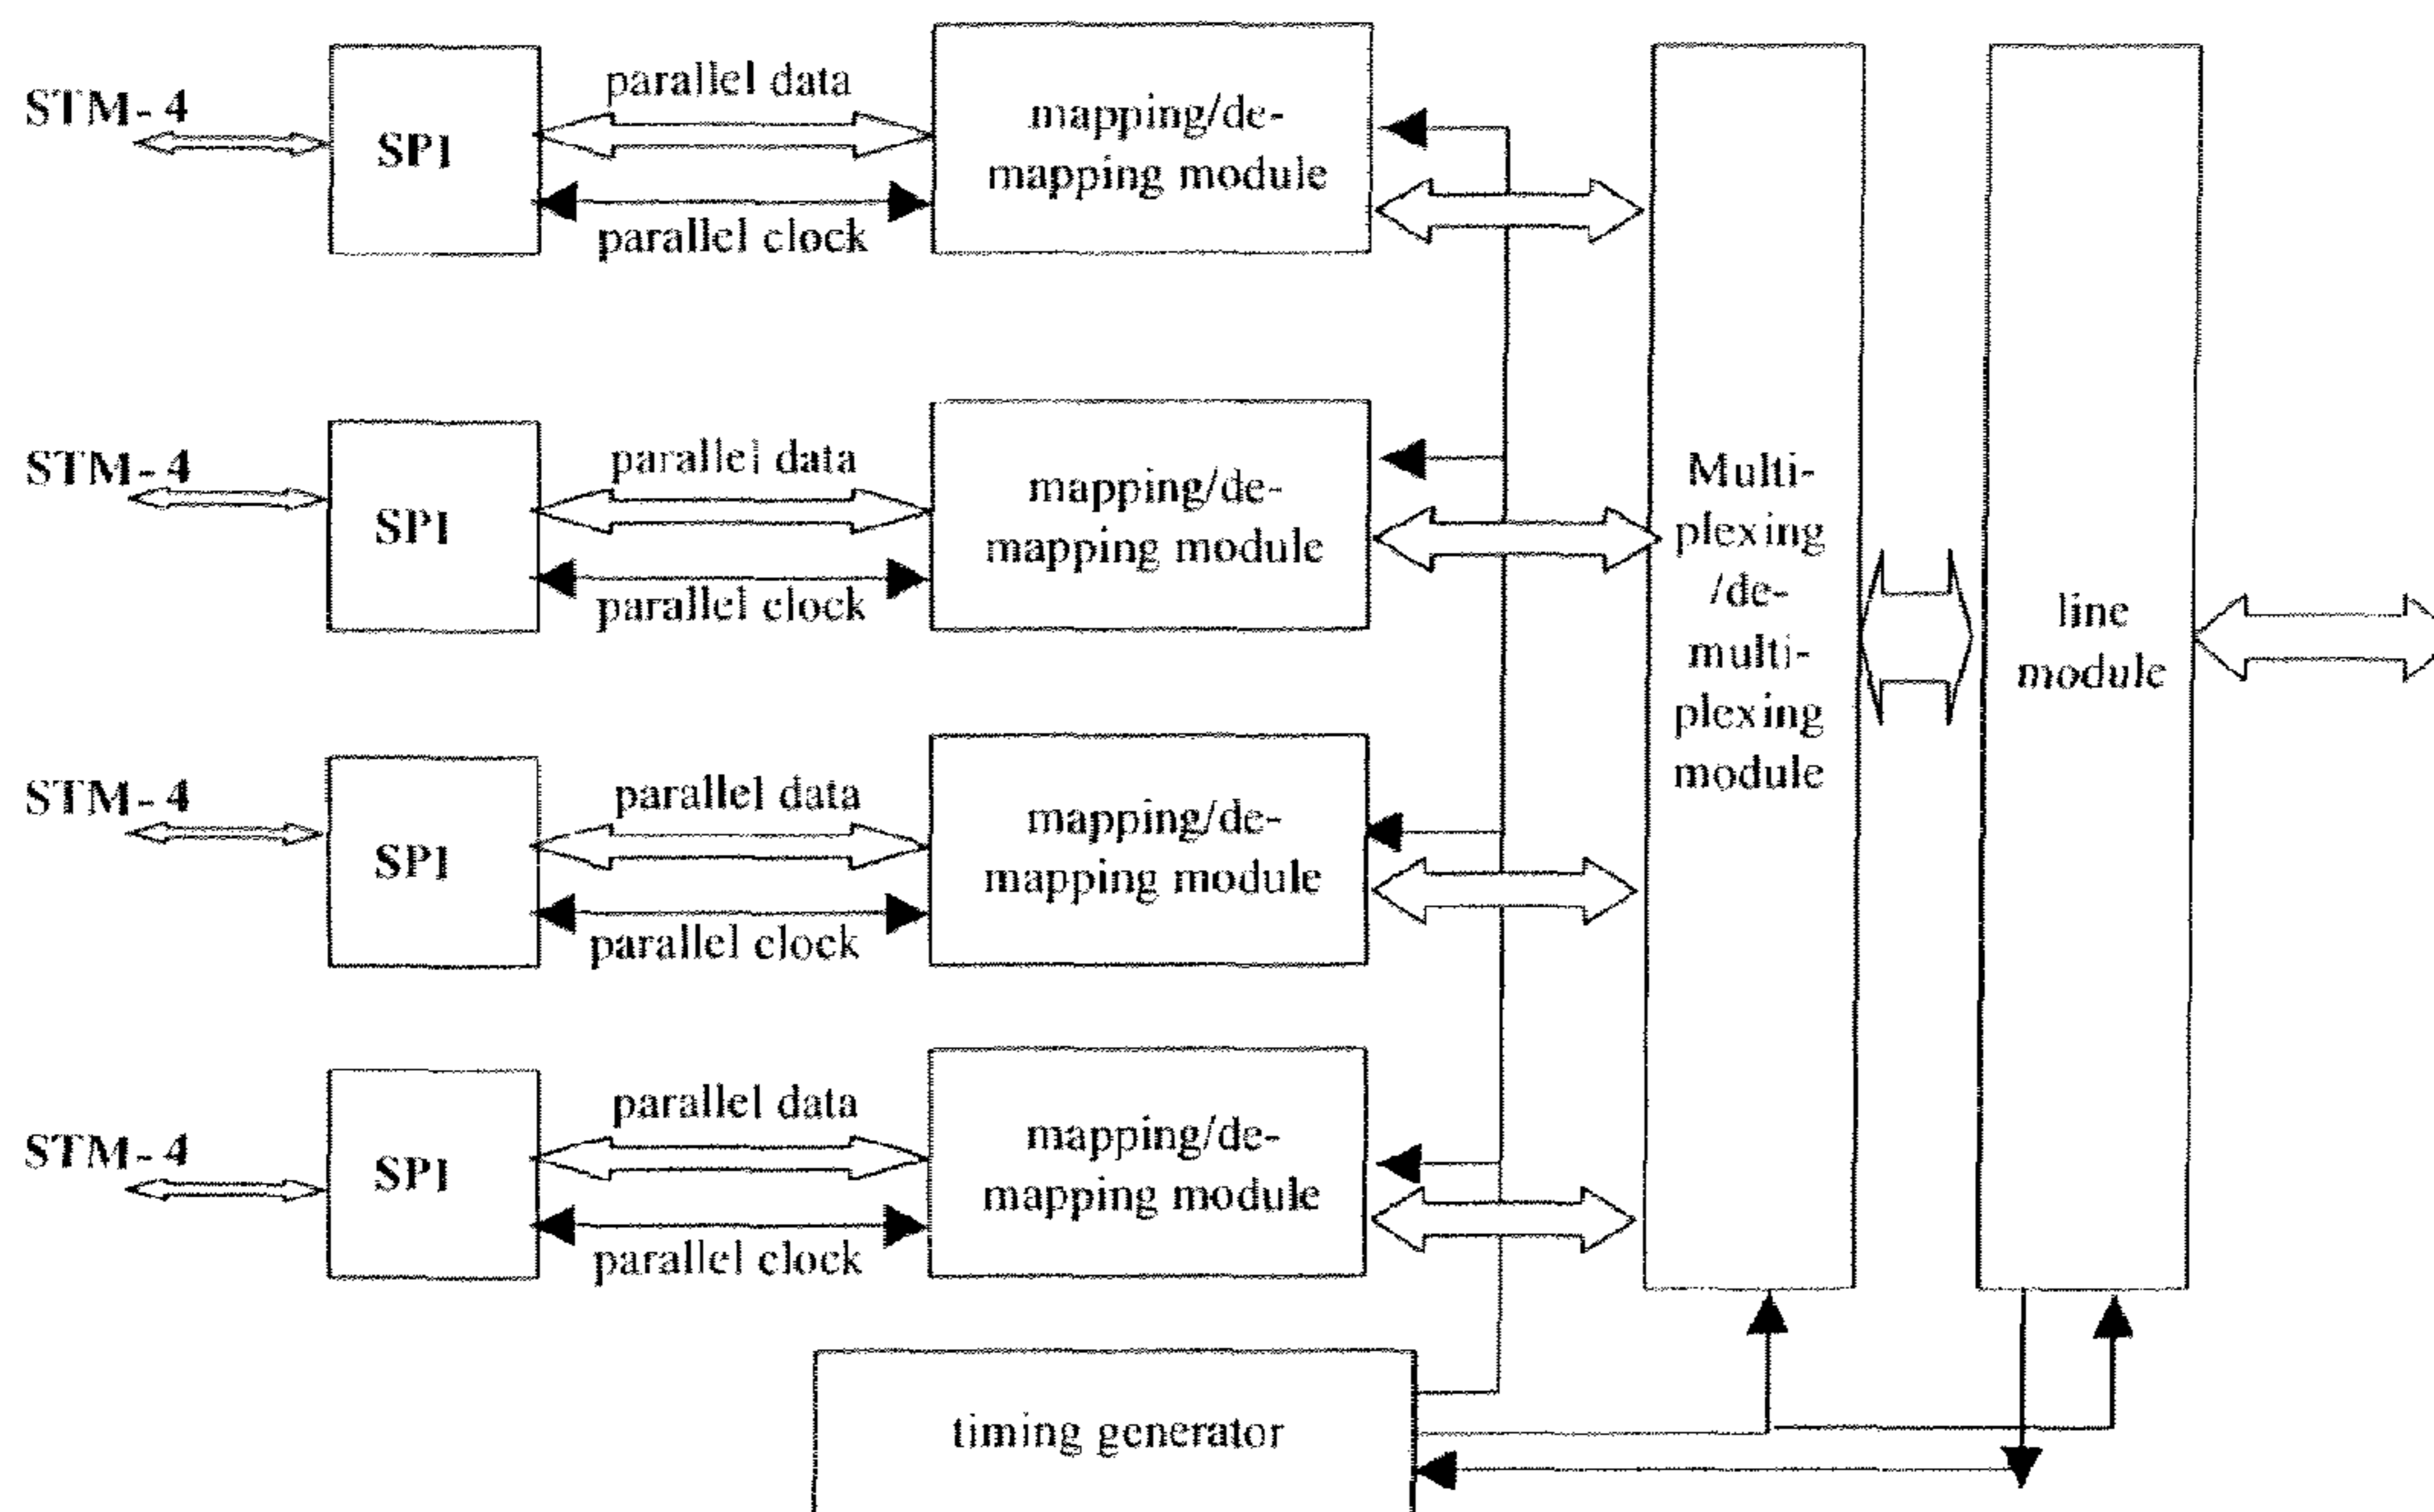 STM-4
SPI
parallel data
parallel clock
mapping/de-
mapping module
STM-4
SPI
parallel data
parallel clock
mapping/de-
mapping module
STM-4
SPI
parallel data
parallel clock
mapping/de-
mapping module
STM-4
SPI
parallel data
parallel clock
mapping/de-
mapping module
Multi-
plexing
/de-
multi-
plexing
module
line
module
timing generator